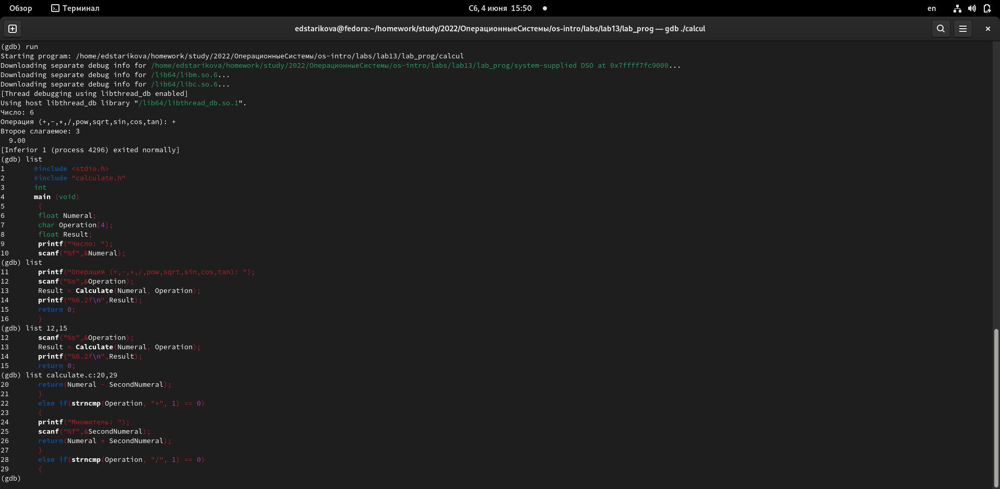 Обзор Терминал Сб, 4 июня 15:50 en
edstarikova@fedora:~/homework/study/2022/ОперационныеСистемы/os-intro/labs/lab13/lab_prog — gdb ./calcul
(gdb) run
Starting program: /home/edstarikova/homework/study/2022/ОперационныеСистемы/os-intro/labs/lab13/lab_prog/calcul
Downloading separate debug info for /home/edstarikova/homework/study/2022/ОперационныеСистемы/os-intro/labs/lab13/lab_prog/system-supplied DSO at 0x7ffff7fc9000...
Downloading separate debug info for /lib64/libm.so.6...
Downloading separate debug info for /lib64/libc.so.6...
[Thread debugging using libthread_db enabled]
Using host libthread_db library "/lib64/libthread_db.so.1".
Число: 6
Операция (+,-,*,/,pow,sqrt,sin,cos,tan): +
Второе слагаемое: 3
  9.00
[Inferior 1 (process 4296) exited normally]
(gdb) list
1       #include <stdio.h>
2       #include "calculate.h"
3       int
4       main (void)
5        {
6        float Numeral;
7        char Operation[4];
8        float Result;
9        printf("Число: ");
10       scanf("%f",&Numeral);
(gdb) list
11       printf("Операция (+,-,*,/,pow,sqrt,sin,cos,tan): ");
12       scanf("%s",&Operation);
13       Result = Calculate(Numeral, Operation);
14       printf("%6.2f\n",Result);
15       return 0;
16       }
(gdb) list 12,15
12       scanf("%s",&Operation);
13       Result = Calculate(Numeral, Operation);
14       printf("%6.2f\n",Result);
15       return 0;
(gdb) list calculate.c:20,29
20       return(Numeral - SecondNumeral);
21       }
22       else if(strncmp(Operation, "*", 1) == 0)
23       {
24       printf("Множитель: ");
25       scanf("%f",&SecondNumeral);
26       return(Numeral * SecondNumeral);
27       }
28       else if(strncmp(Operation, "/", 1) == 0)
29       {
(gdb)